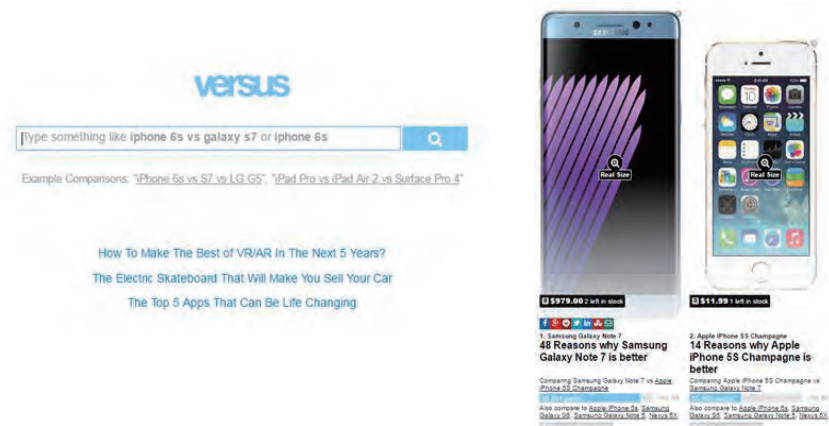 versus
Type something like iphone 6s vs galaxy s7 or iphone 6s
Example Comparisons: "iPhone 6s vs S7 vs LG G5", "iPad Pro vs iPad Air 2 vs Surface Pro 4"
How To Make The Best of VR/AR In The Next 5 Years?
The Electric Skateboard That Will Make You Sell Your Car
The Top 5 Apps That Can Be Life Changing
SAMSUNG
Real Size
$979.00 2 left in stock
1. Samsung Galaxy Note 7
48 Reasons why Samsung
Galaxy Note 7 is better
Comparing Samsung Galaxy Note 7 vs Apple
iPhone 5S Champagne
Also compare to Apple iPhone 6s, Samsung
Galaxy S6, Samsung Galaxy Note 5, Nexus 6X
Real Size
$11.99 1 left in stock
2. Apple iPhone 5S Champagne
14 Reasons why Apple
iPhone 5S Champagne is
better
Comparing Apple iPhone 5S Champagne vs
Samsung Galaxy Note 7
Also compare to Apple iPhone 6s, Samsung
Galaxy S6, Samsung Galaxy Note 5, Nexus 6X